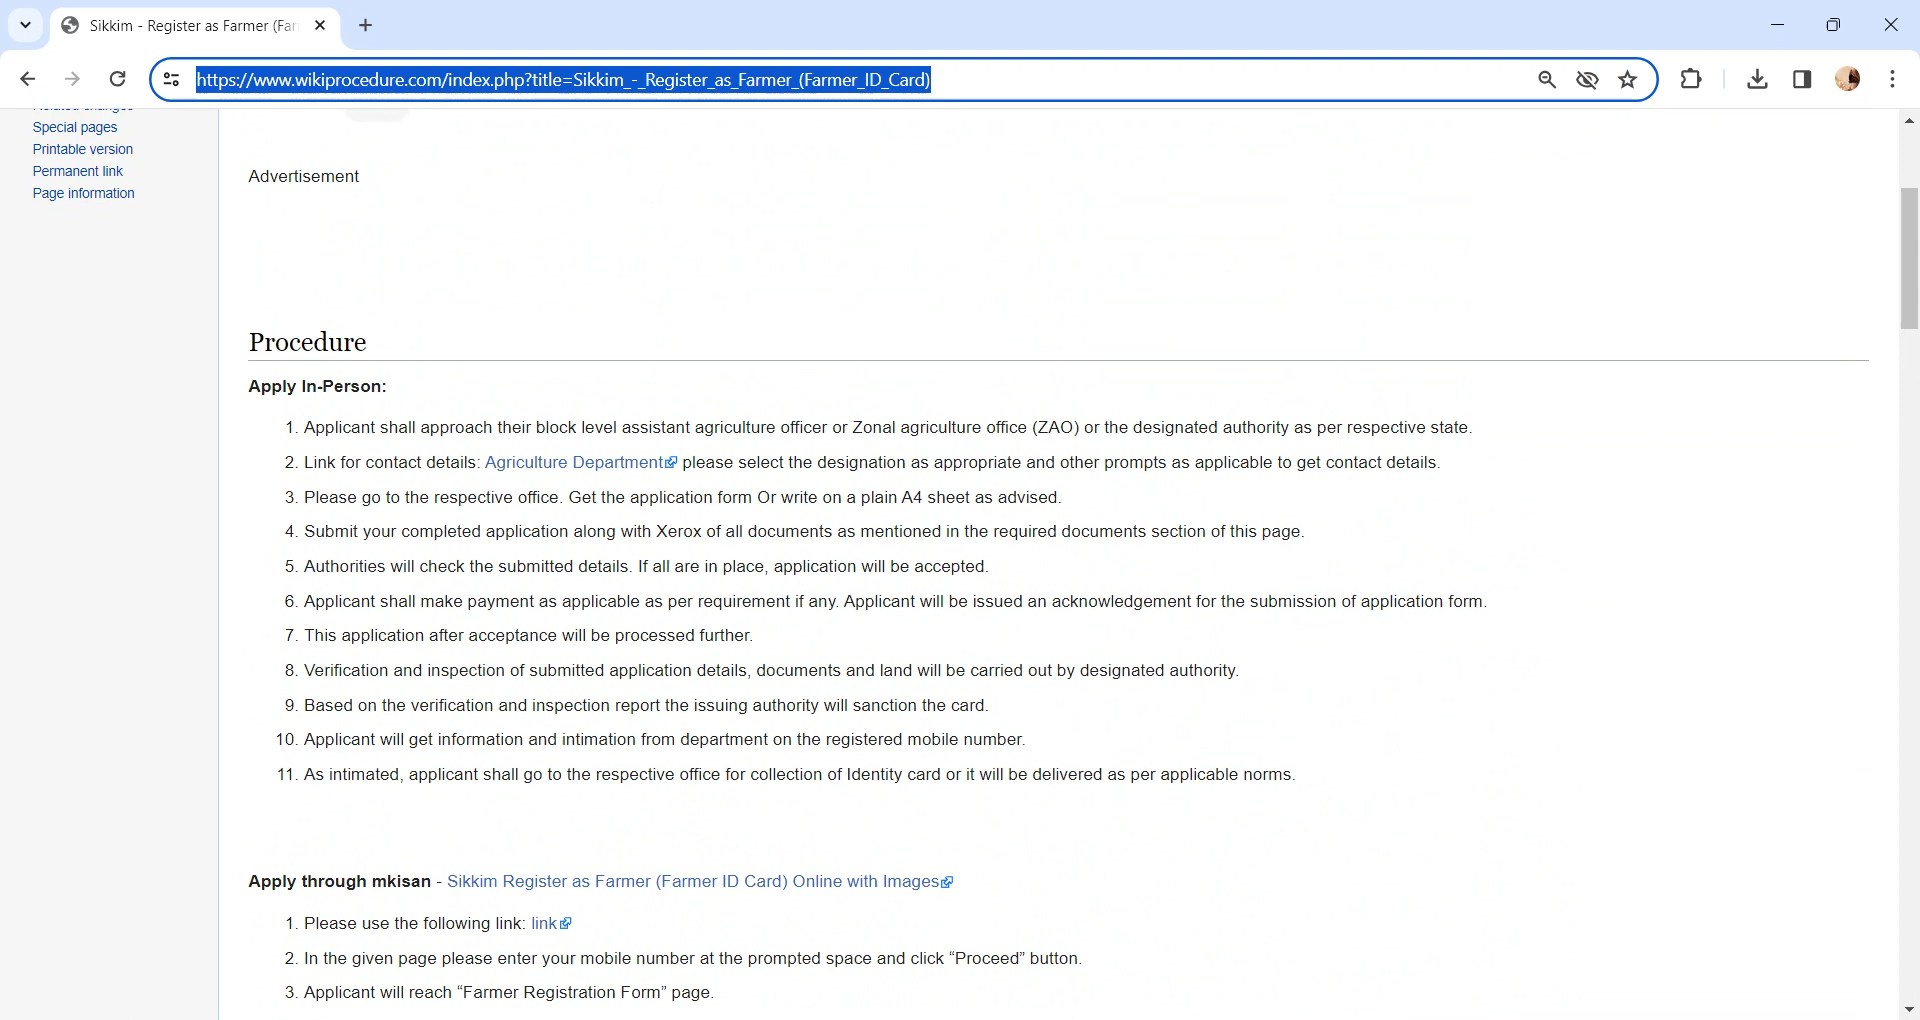 Sikkim - Register as Farmer (Far
https://www.wikiprocedure.com/index.php?title=Sikkim_-_Register_as_Farmer_(Farmer_ID_Card)
Related changes
Special pages
Printable version
Permanent link
Page information
Advertisement
Procedure
Apply In-Person:
1. Applicant shall approach their block level assistant agriculture officer or Zonal agriculture office (ZAO) or the designated authority as per respective state.
2. Link for contact details: Agriculture Department please select the designation as appropriate and other prompts as applicable to get contact details.
3. Please go to the respective office. Get the application form Or write on a plain A4 sheet as advised.
4. Submit your completed application along with Xerox of all documents as mentioned in the required documents section of this page.
5. Authorities will check the submitted details. If all are in place, application will be accepted.
6. Applicant shall make payment as applicable as per requirement if any. Applicant will be issued an acknowledgement for the submission of application form.
7. This application after acceptance will be processed further.
8. Verification and inspection of submitted application details, documents and land will be carried out by designated authority.
9. Based on the verification and inspection report the issuing authority will sanction the card.
10. Applicant will get information and intimation from department on the registered mobile number.
11. As intimated, applicant shall go to the respective office for collection of Identity card or it will be delivered as per applicable norms.
Apply through mkisan - Sikkim Register as Farmer (Farmer ID Card) Online with Images
1. Please use the following link: link
2. In the given page please enter your mobile number at the prompted space and click “Proceed” button.
3. Applicant will reach “Farmer Registration Form” page.